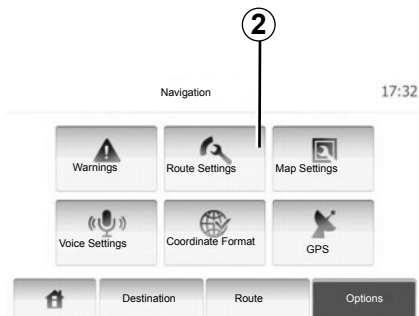 2
Navigation 17:32
Warnings Route Settings Map Settings
Voice Settings Coordinate Format GPS
Destination Route Options